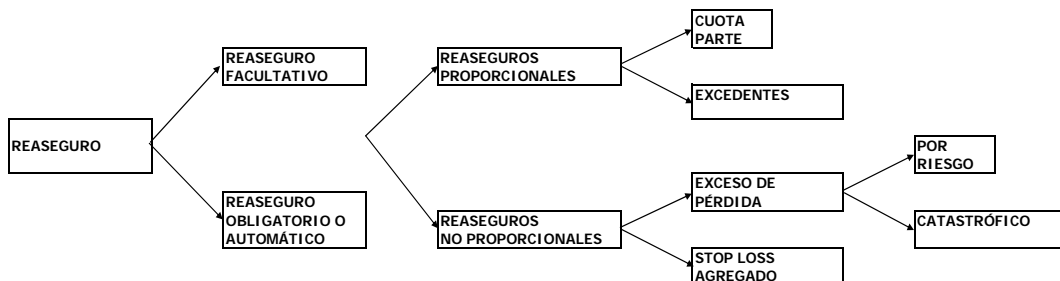 REASEGURO
REASEGURO
FACULTATIVO
REASEGURO
OBLIGATORIO O
AUTOMÁTICO
REASEGUROS
PROPORCIONALES
REASEGUROS
NO PROPORCIONALES
CUOTA
PARTE
EXCEDENTES
EXCESO DE
PÉRDIDA
STOP LOSS
AGREGADO
POR
RIESGO
CATASTRÓFICO